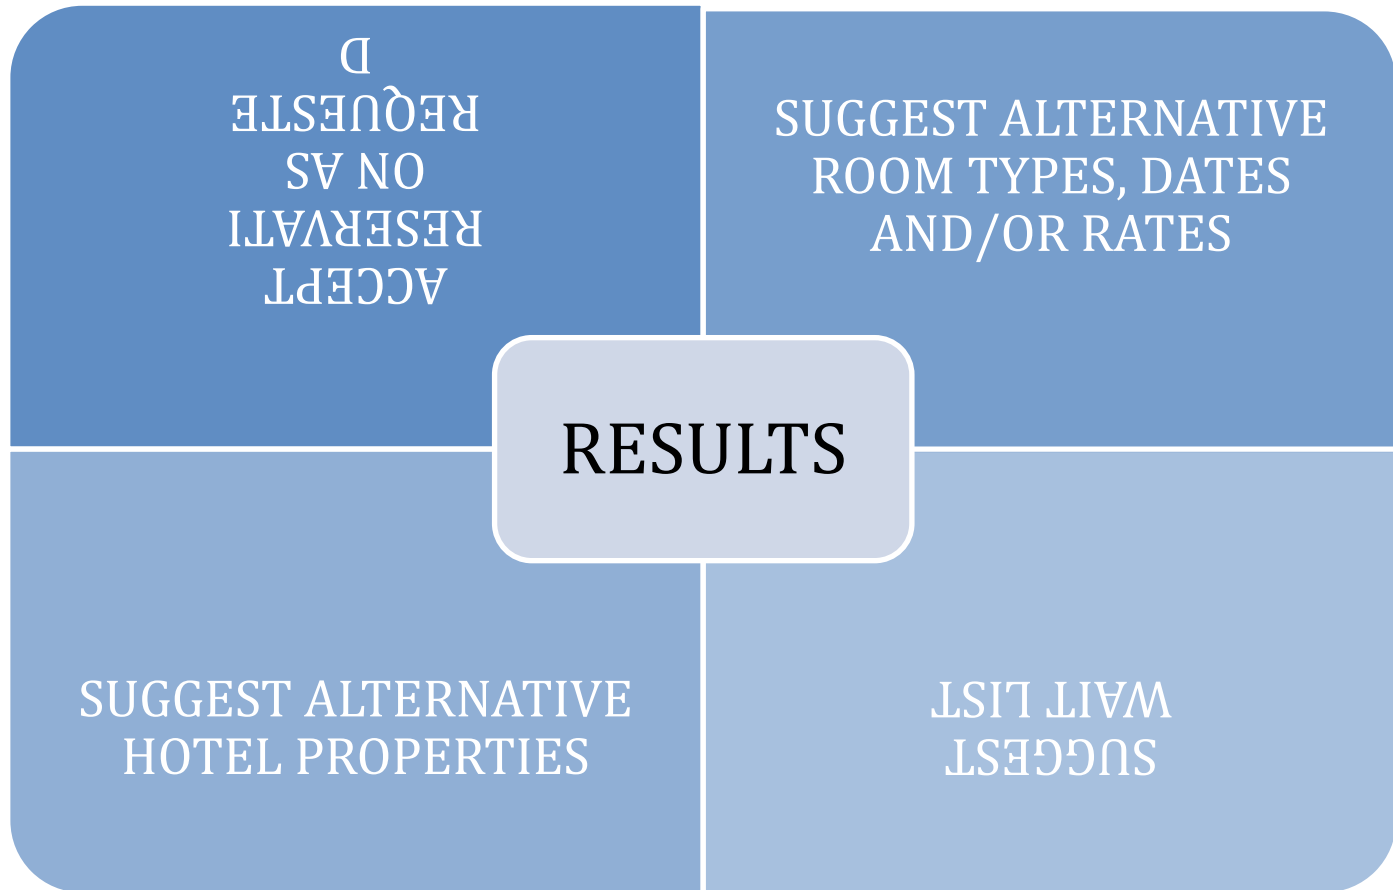 ACCEPT
RESERVATI
ON AS
REQUESTE
D
SUGGEST ALTERNATIVE
ROOM TYPES, DATES
AND/OR RATES
RESULTS
SUGGEST ALTERNATIVE
HOTEL PROPERTIES
SUGGEST
WAIT LIST